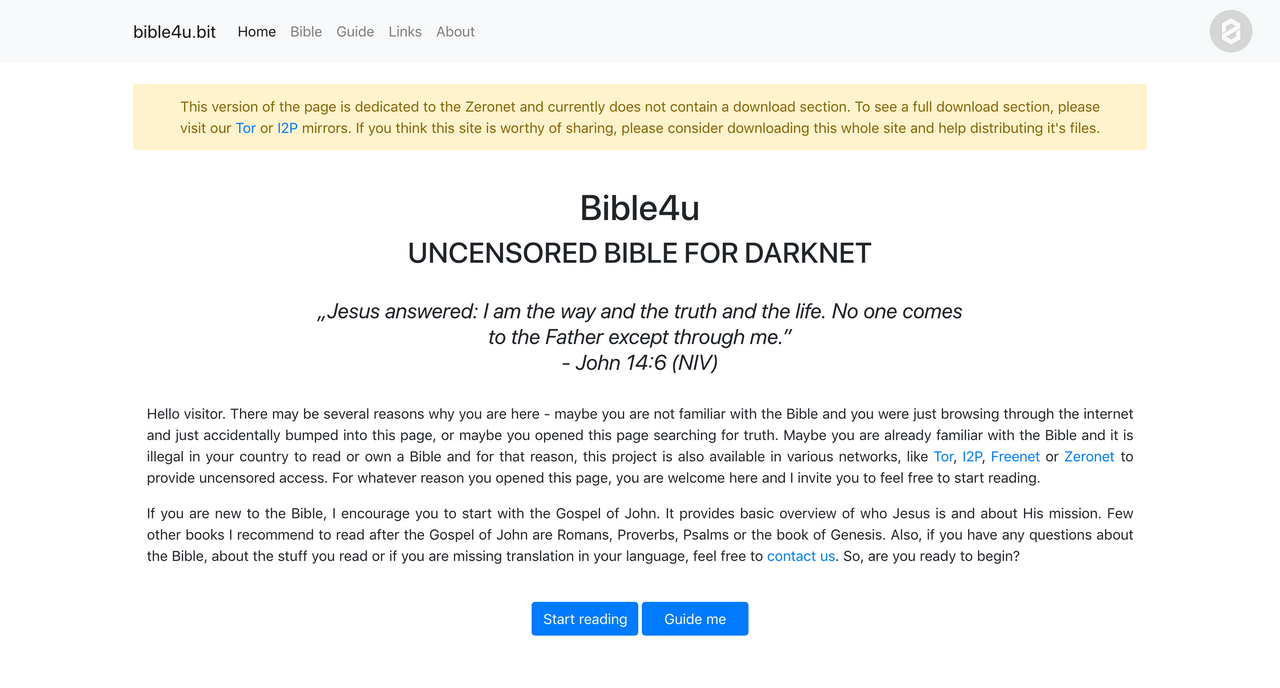 bible4u.bit Home Bible Guide Links About
This version of the page is dedicated to the Zeronet and currently does not contain a download section. To see a full download section, please
visit our Tor or I2P mirrors. If you think this site is worthy of sharing, please consider downloading this whole site and help distributing it's files.
Bible4u
UNCENSORED BIBLE FOR DARKNET
„Jesus answered: I am the way and the truth and the life. No one comes
to the Father except through me.”
- John 14:6 (NIV)
Hello visitor. There may be several reasons why you are here - maybe you are not familiar with the Bible and you were just browsing through the internet
and just accidentally bumped into this page, or maybe you opened this page searching for truth. Maybe you are already familiar with the Bible and it is
illegal in your country to read or own a Bible and for that reason, this project is also available in various networks, like Tor, I2P, Freenet or Zeronet to
provide uncensored access. For whatever reason you opened this page, you are welcome here and I invite you to feel free to start reading.
If you are new to the Bible, I encourage you to start with the Gospel of John. It provides basic overview of who Jesus is and about His mission. Few
other books I recommend to read after the Gospel of John are Romans, Proverbs, Psalms or the book of Genesis. Also, if you have any questions about
the Bible, about the stuff you read or if you are missing translation in your language, feel free to contact us. So, are you ready to begin?
Start reading Guide me